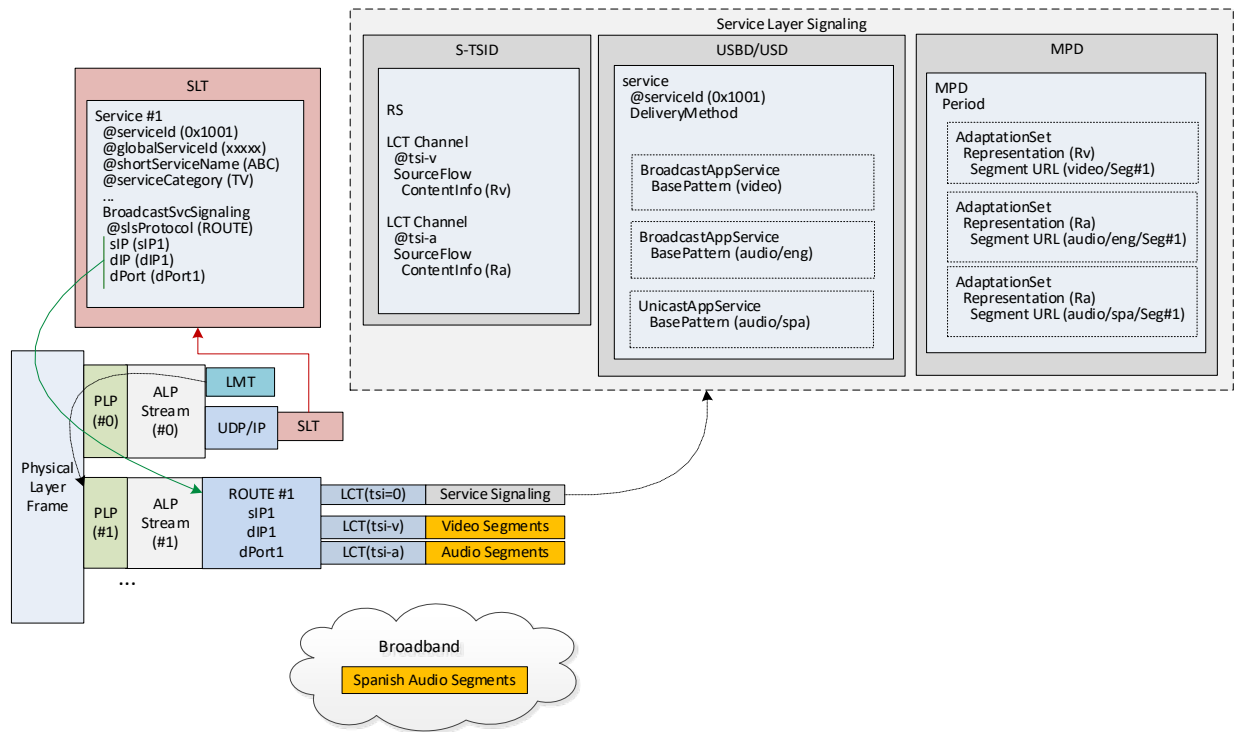 Service Layer Signaling
S-TSID
RS
LCT Channel
@tsi-v
SourceFlow
ContentInfo (Rv)
LCT Channel
@tsi-a
SourceFlow
ContentInfo (Ra)
USBD/USD
service
@serviceId (0x1001)
DeliveryMethod
BroadcastAppService
BasePattern (video)
BroadcastAppService
BasePattern (audio/eng)
UnicastAppService
BasePattern (audio/spa)
MPD
MPD
Period
AdaptationSet
Representation (Rv)
Segment URL (video/Seg#1)
AdaptationSet
Representation (Ra)
Segment URL (audio/eng/Seg#1)
AdaptationSet
Representation (Ra)
Segment URL (audio/spa/Seg#1)
SLT
Service #1
@serviceId (0x1001)
@globalServiceId (xxxxx)
@shortServiceName (ABC)
@serviceCategory (TV)
...
BroadcastSvcSignaling
@slsProtocol (ROUTE)
sIP (sIP1)
dIP (dIP1)
dPort (dPort1)
Physical
Layer
Frame
PLP
(#0)
ALP
Stream
(#0)
LMT
UDP/IP
SLT
PLP
(#1)
ALP
Stream
(#1)
ROUTE #1
sIP1
dIP1
dPort1
LCT(tsi=0)
Service Signaling
LCT(tsi-v)
Video Segments
LCT(tsi-a)
Audio Segments
...
Broadband
Spanish Audio Segments